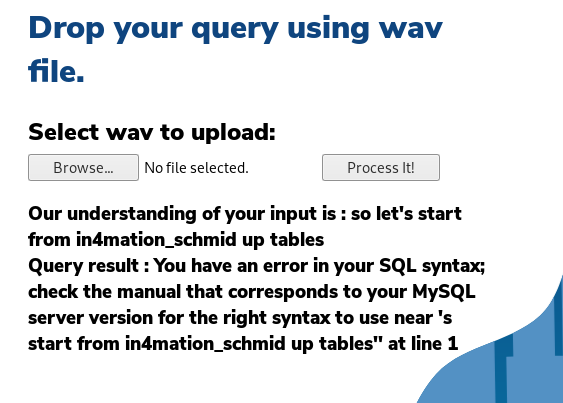 Drop your query using wav
file.
Select wav to upload:
Browse... No file selected. Process It!
Our understanding of your input is : so let's start
from in4mation_schmid up tables
Query result : You have an error in your SQL syntax;
check the manual that corresponds to your MySQL
server version for the right syntax to use near 's
start from in4mation_schmid up tables'' at line 1